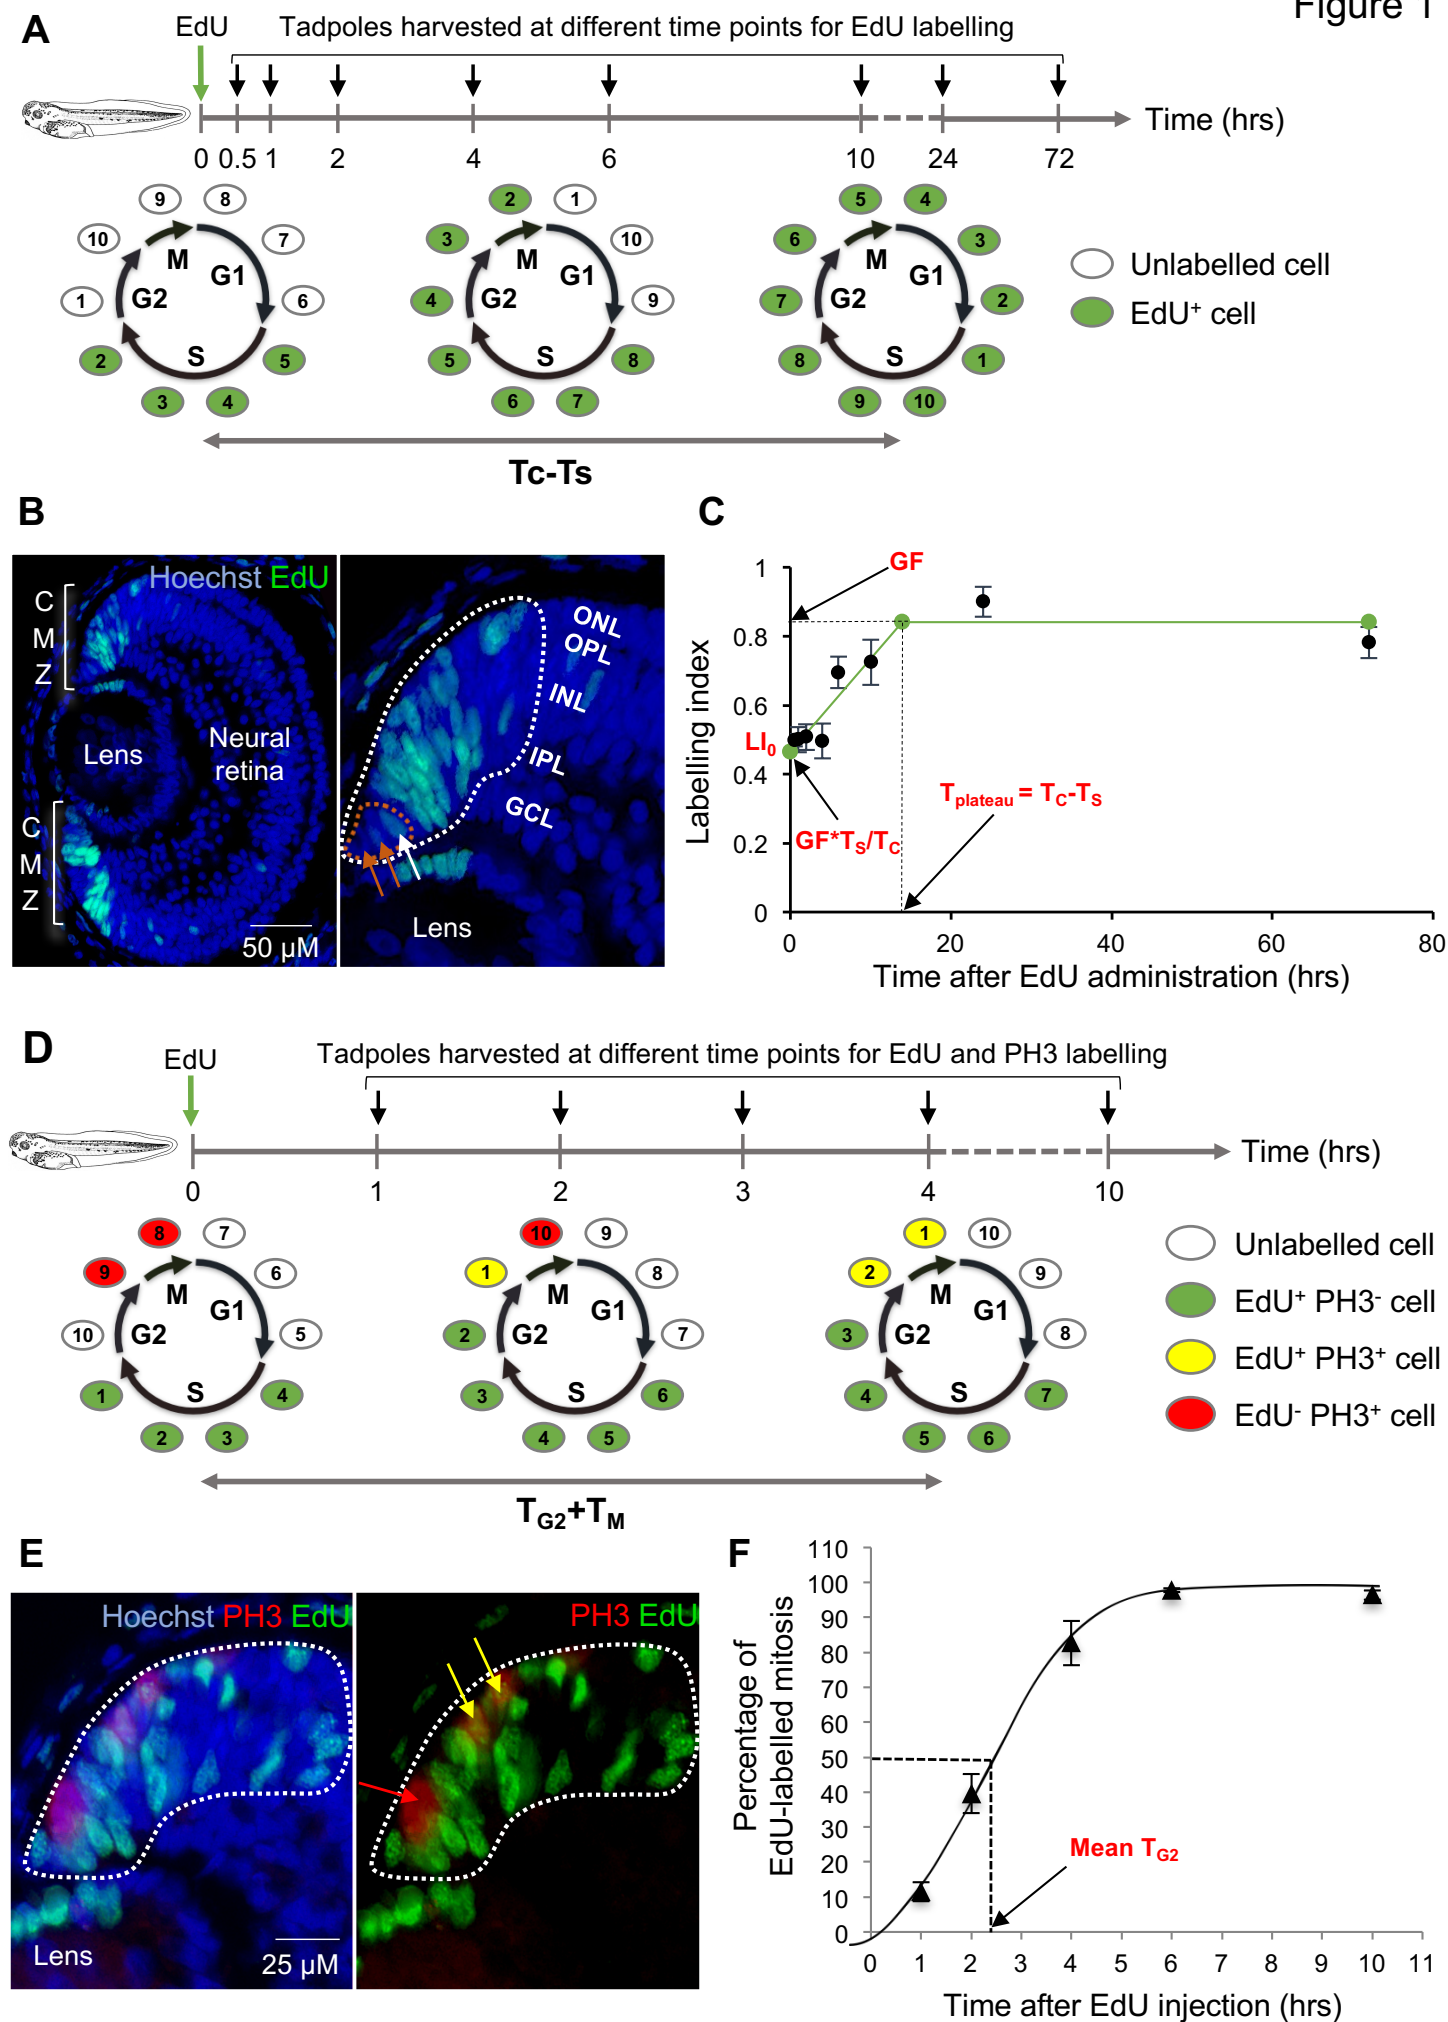 Figure 1
A
EdU
Tadpoles harvested at different time points for EdU labelling
Time (hrs)
0 0.5 1 2 4 6 10 24 72
9 8 10 7 1 6 2 5 3 4
M G1 G2 S
2 1 3 10 4 9 5 8 6 7
M G1 G2 S
5 4 6 3 7 2 8 1 9 10
M G1 G2 S
Unlabelled cell
EdU⁺ cell
Tc-Ts
B
Hoechst EdU
C
M
Z
Lens
Neural
retina
C
M
Z
50 µM
ONL
OPL
INL
IPL
GCL
Lens
C
GF
1
0.8
0.6
0.4
0.2
0
LI₀
GF*T_S/T_C
T_plateau = T_C-T_S
Labelling index
0 20 40 60 80
Time after EdU administration (hrs)
D
EdU
Tadpoles harvested at different time points for EdU and PH3 labelling
Time (hrs)
0 1 2 3 4 10
8 7 9 6 10 5 1 4 2 3
M G1 G2 S
10 9 1 8 2 7 3 6 4 5
M G1 G2 S
1 10 2 9 3 8 4 7 5 6
M G1 G2 S
Unlabelled cell
EdU⁺ PH3⁻ cell
EdU⁺ PH3⁺ cell
EdU⁻ PH3⁺ cell
T_G2+T_M
E
Hoechst PH3 EdU
Lens
25 µM
PH3 EdU
F
110
100
90
80
70
60
50
40
30
20
10
0
Percentage of
EdU-labelled mitosis
Mean T_G2
0 1 2 3 4 5 6 7 8 9 10 11
Time after EdU injection (hrs)